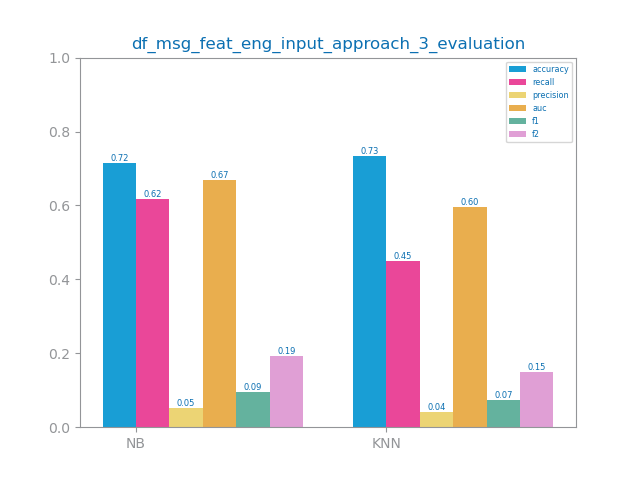 df_msg_feat_eng_input_approach_3_evaluation
1.0
0.8
0.6
0.4
0.2
0.0
accuracy
recall
precision
auc
f1
f2
0.72
0.62
0.05
0.67
0.09
0.19
0.73
0.45
0.04
0.60
0.07
0.15
NB
KNN